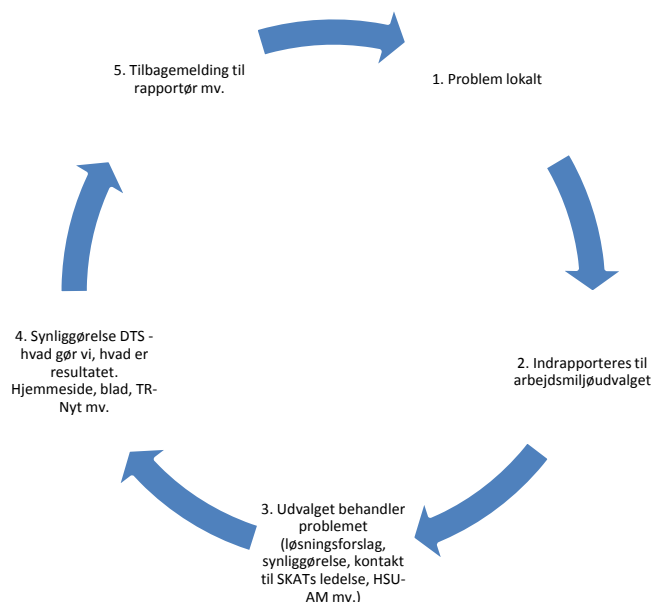 1. Problem lokalt
2. Indrapporteres til
arbejdsmiljøudvalget
3. Udvalget behandler
problemet
(løsningsforslag,
synliggørelse, kontakt
til SKATs ledelse, HSU-
AM mv.)
4. Synliggørelse DTS -
hvad gør vi, hvad er
resultatet.
Hjemmeside, blad, TR-
Nyt mv.
5. Tilbagemelding til
rapportør mv.